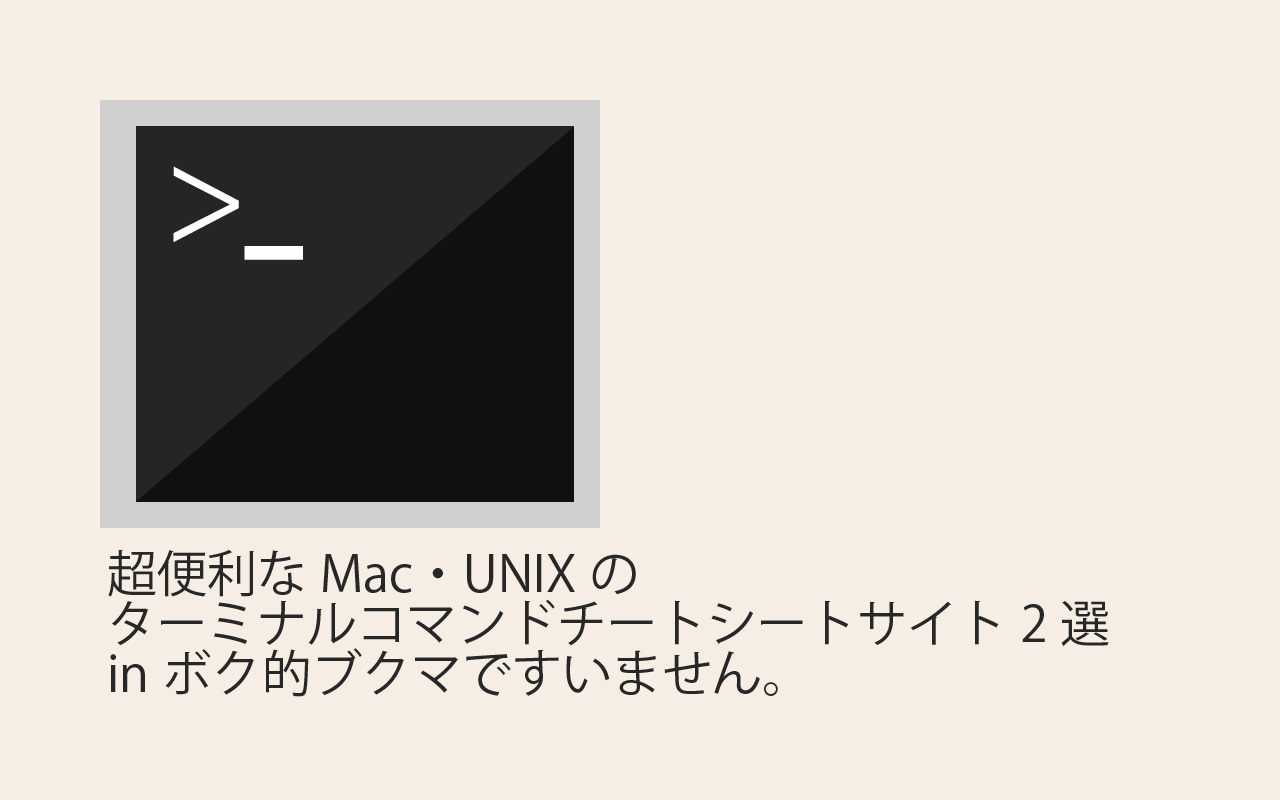 >_
超便利な Mac・UNIX の
ターミナルコマンドチートシートサイト 2 選
in ボク的ブクマですいません。